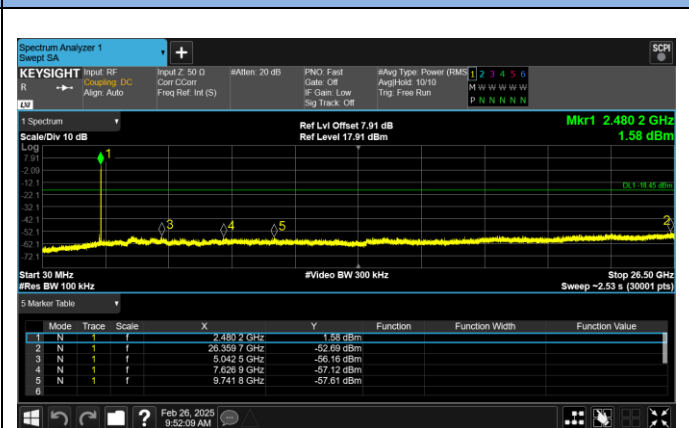 Spectrum Analyzer 1
Swept SA
+
SCPI
KEYSIGHT Input: RF Input Z: 50 Ω #Atten: 20 dB PNO: Fast #Avg Type: Power (RMS 1 2 3 4 5 6
R Coupling: DC Corr CCorr Gate: Off Avg|Hold: 10/10 M W W W W W
Align: Auto Freq Ref: Int (S) IF Gain: Low Trig: Free Run
LXI Sig Track: Off P N N N N N
1 Spectrum Ref Lvl Offset 7.91 dB Mkr1 2.480 2 GHz
Scale/Div 10 dB Ref Level 17.91 dBm 1.58 dBm
Log
7.91 1
-2.09
-12.1
DL1 -18.45 dBm
-22.1
-32.1
-42.1
3 4 5 2
-52.1
-62.1
-72.1
Start 30 MHz #Video BW 300 kHz Stop 26.50 GHz
#Res BW 100 kHz Sweep ~2.53 s (30001 pts)
5 Marker Table
Mode Trace Scale X Y Function Function Width Function Value
1 N 1 f 2.480 2 GHz 1.58 dBm
2 N 1 f 26.359 7 GHz -52.69 dBm
3 N 1 f 5.042 5 GHz -56.16 dBm
4 N 1 f 7.626 9 GHz -57.12 dBm
5 N 1 f 9.741 8 GHz -57.61 dBm
6
? Feb 26, 2025
9:52:09 AM